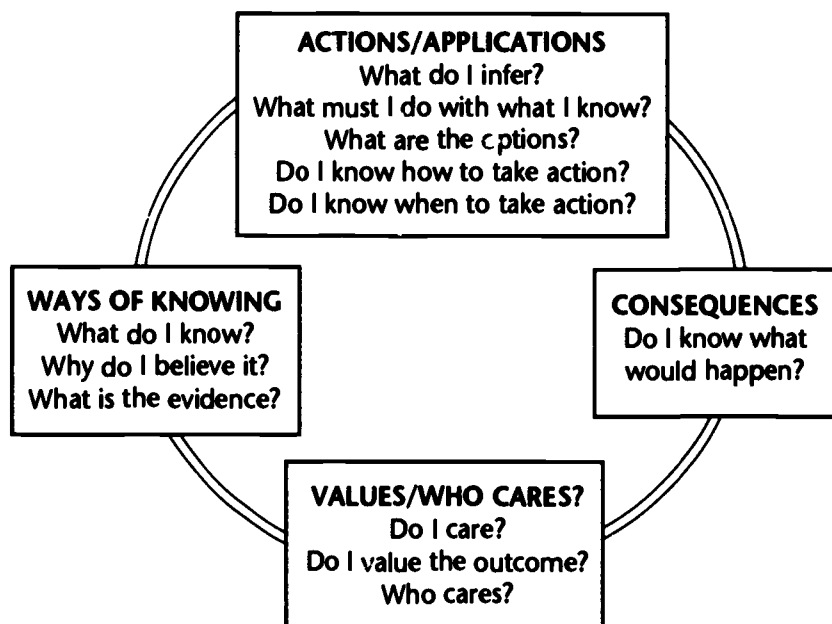 ACTIONS/APPLICATIONS
What do I infer?
What must I do with what I know?
What are the cptions?
Do I know how to take action?
Do I know when to take action?
WAYS OF KNOWING
What do I know?
Why do I believe it?
What is the evidence?
CONSEQUENCES
Do I know what
would happen?
VALUES/WHO CARES?
Do I care?
Do I value the outcome?
Who cares?